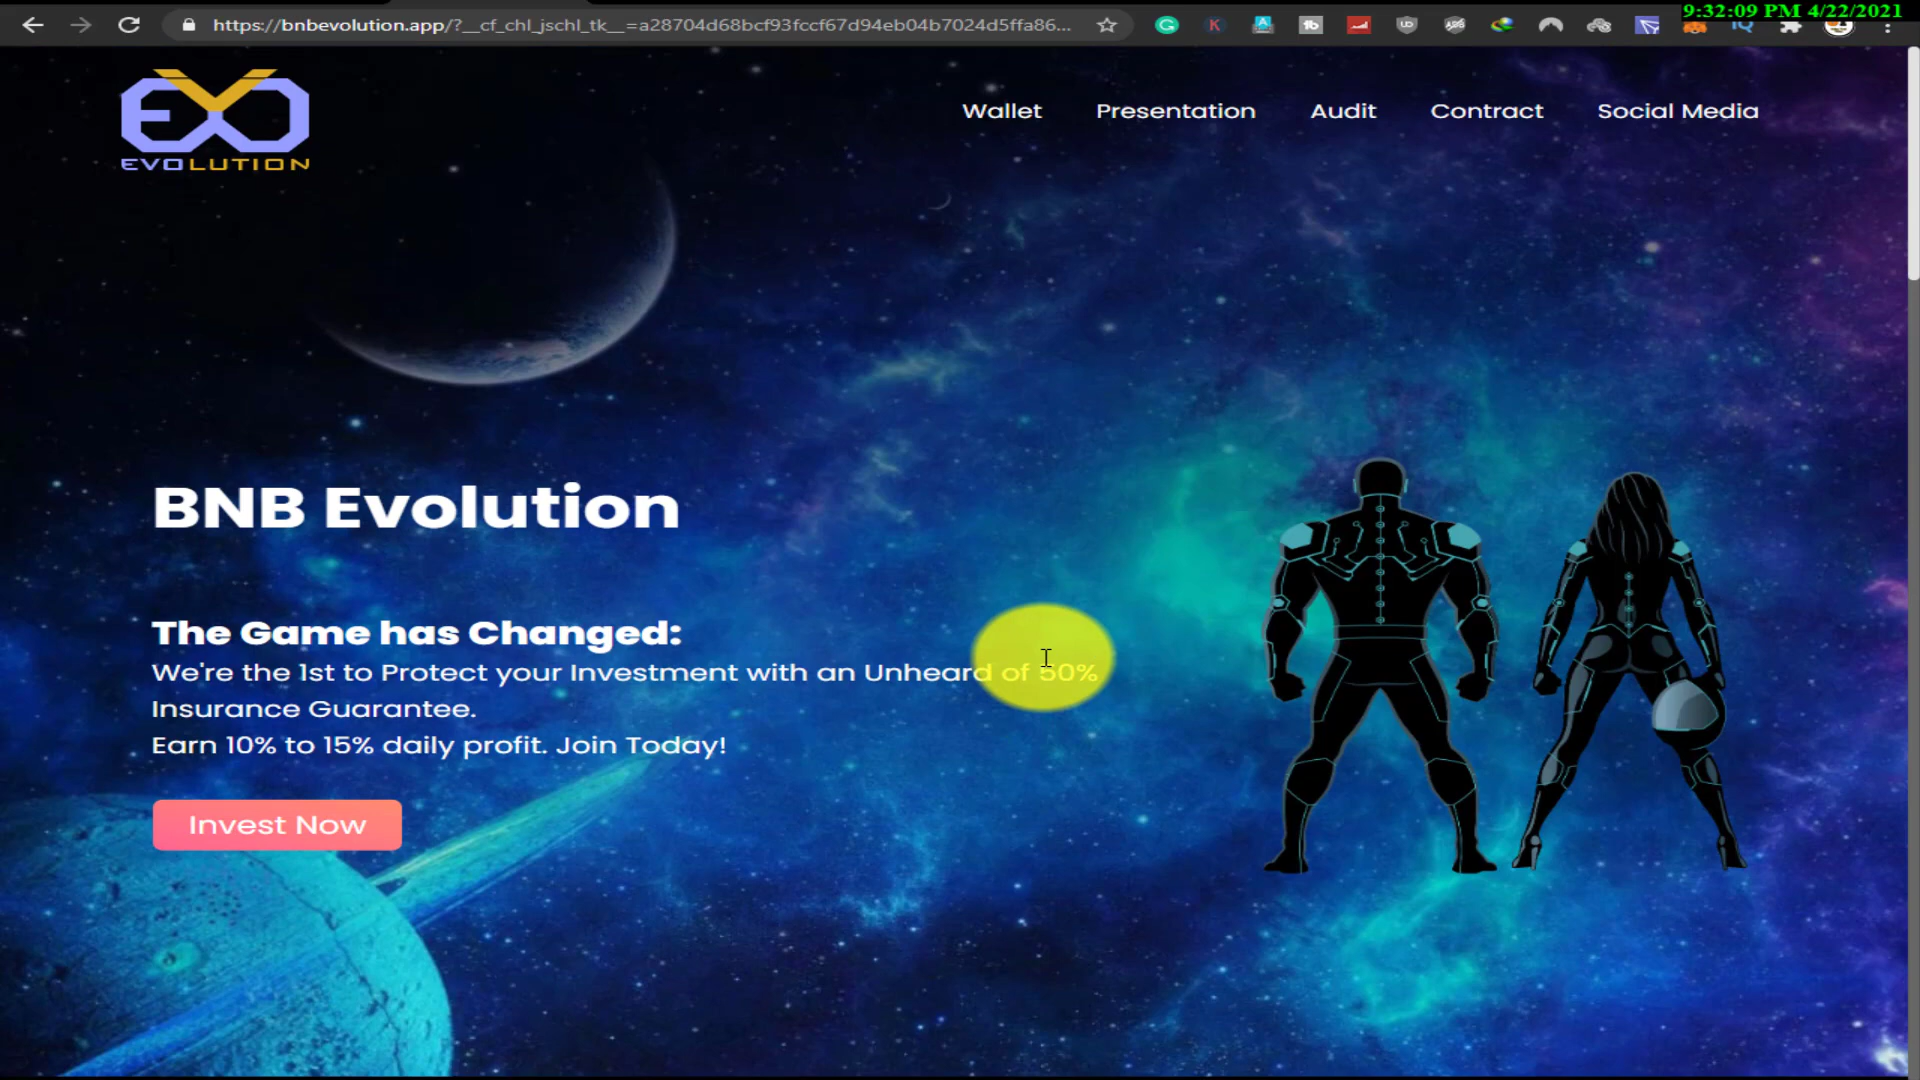 https://bnbevolution.app/?__cf_chl_jschl_tk__=a28704d68bcf93fccf67d94eb04b7024d5ffa86...
9:32:09 PM 4/22/2021
EVO
EVOLUTION
Wallet Presentation Audit Contract Social Media
BNB Evolution
The Game has Changed:
We're the 1st to Protect your Investment with an Unheard of 50%
Insurance Guarantee.
Earn 10% to 15% daily profit. Join Today!
Invest Now